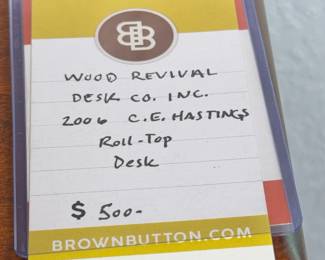 WOOD REVIVAL
DESK CO. INC.
2006 C.E. HASTINGS
ROLL-TOP
DESK
$ 500-
BROWNBUTTON.COM